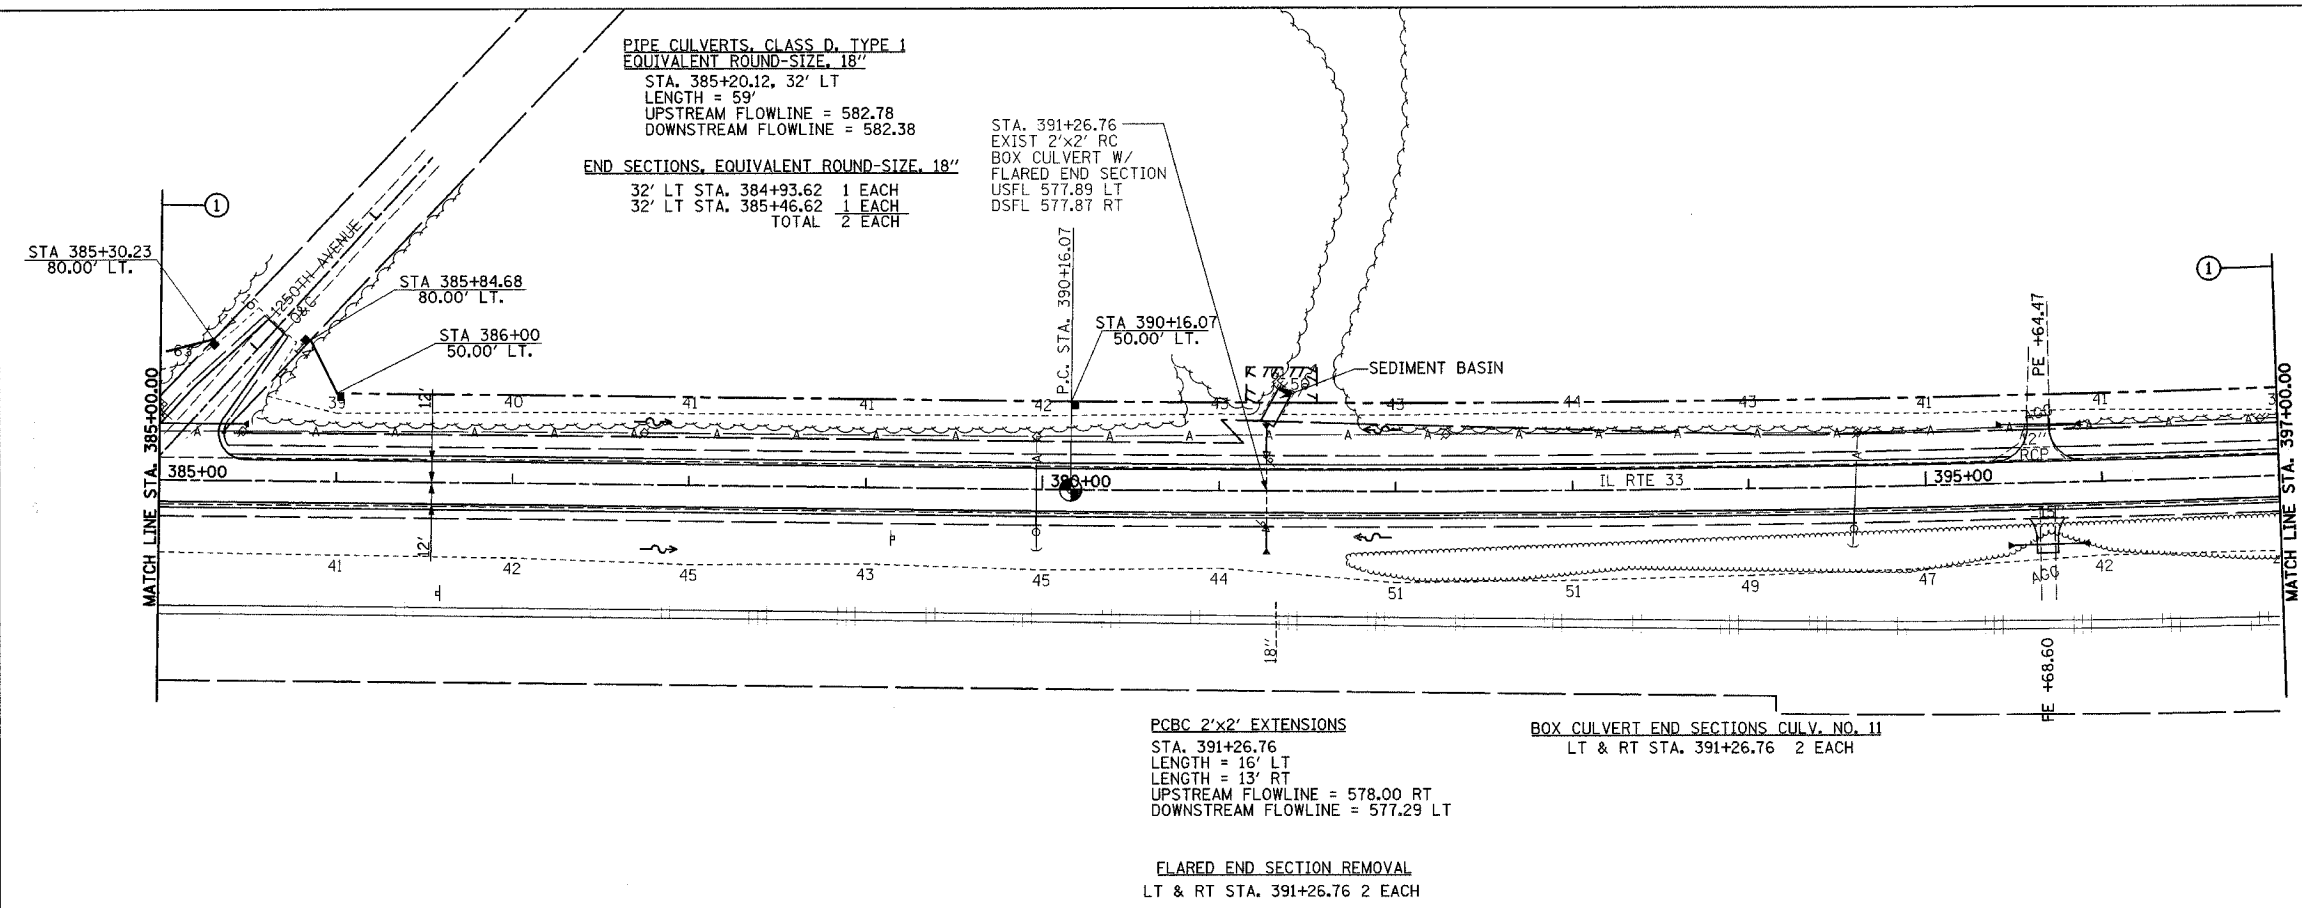 PIPE CULVERTS, CLASS D, TYPE 1
EQUIVALENT ROUND-SIZE, 18"
STA. 385+20.12, 32' LT
LENGTH = 59'
UPSTREAM FLOWLINE = 582.78
DOWNSTREAM FLOWLINE = 582.38
END SECTIONS, EQUIVALENT ROUND-SIZE, 18"
32' LT STA. 384+93.62 1 EACH
32' LT STA. 385+46.62 1 EACH
TOTAL 2 EACH
STA. 391+26.76
EXIST 2'x2' RC
BOX CULVERT W/
FLARED END SECTION
USFL 577.89 LT
DSFL 577.87 RT
1
1
STA 385+30.23
80.00' LT.
1250TH AVENUE
O&C
STA 385+84.68
80.00' LT.
STA 386+00
50.00' LT.
P.C. STA. 390+16.07
STA 390+16.07
50.00' LT.
SEDIMENT BASIN
PE +64.47
MATCH LINE STA. 385+00.00
MATCH LINE STA. 397+00.00
39 40 41 41 42 43 43 44 43 41 41
12'
12'
AGG
12"
RCP
385+00
390+00
IL RTE 33
395+00
41 42 45 43 45 44 51 51 49 47 42
AGG
18"
PE +68.60
PCBC 2'x2' EXTENSIONS
STA. 391+26.76
LENGTH = 16' LT
LENGTH = 13' RT
UPSTREAM FLOWLINE = 578.00 RT
DOWNSTREAM FLOWLINE = 577.29 LT
BOX CULVERT END SECTIONS CULV. NO. 11
LT & RT STA. 391+26.76 2 EACH
FLARED END SECTION REMOVAL
LT & RT STA. 391+26.76 2 EACH